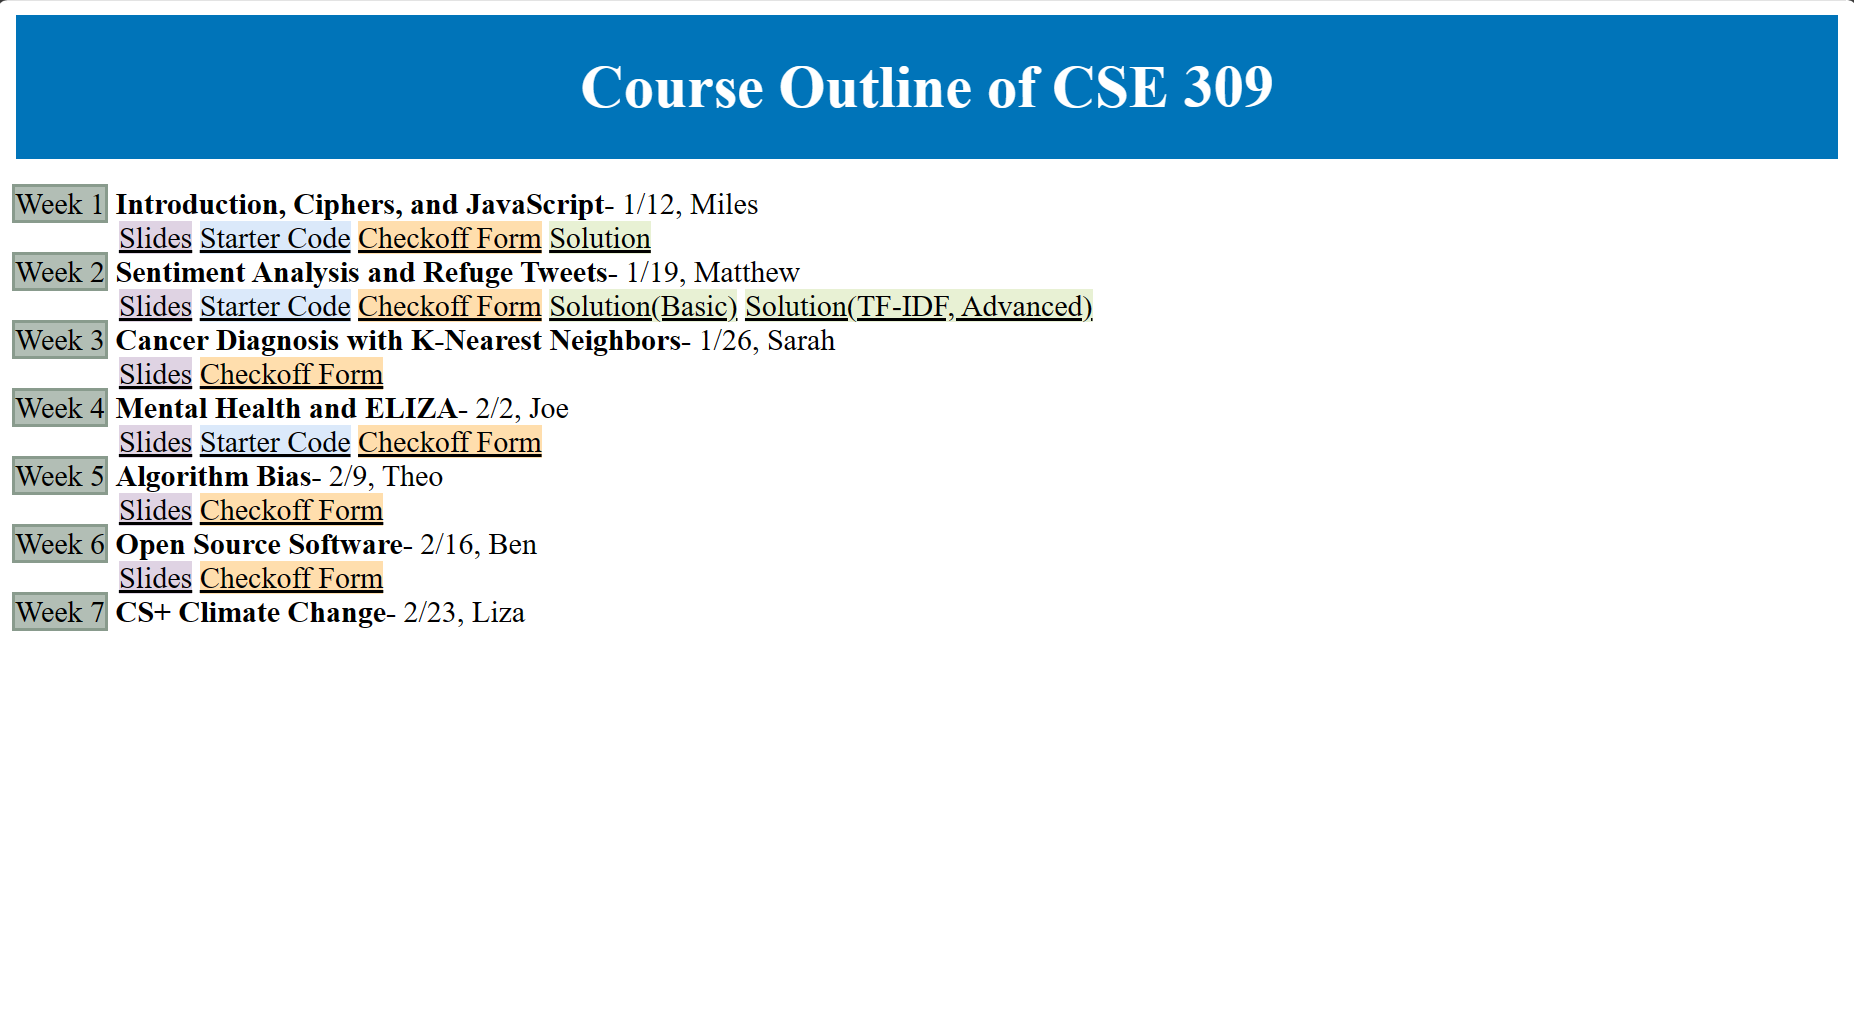 Course Outline of CSE 309
Week 1 Introduction, Ciphers, and JavaScript- 1/12, Miles
Slides Starter Code Checkoff Form Solution
Week 2 Sentiment Analysis and Refuge Tweets- 1/19, Matthew
Slides Starter Code Checkoff Form Solution(Basic) Solution(TF-IDF, Advanced)
Week 3 Cancer Diagnosis with K-Nearest Neighbors- 1/26, Sarah
Slides Checkoff Form
Week 4 Mental Health and ELIZA- 2/2, Joe
Slides Starter Code Checkoff Form
Week 5 Algorithm Bias- 2/9, Theo
Slides Checkoff Form
Week 6 Open Source Software- 2/16, Ben
Slides Checkoff Form
Week 7 CS+ Climate Change- 2/23, Liza